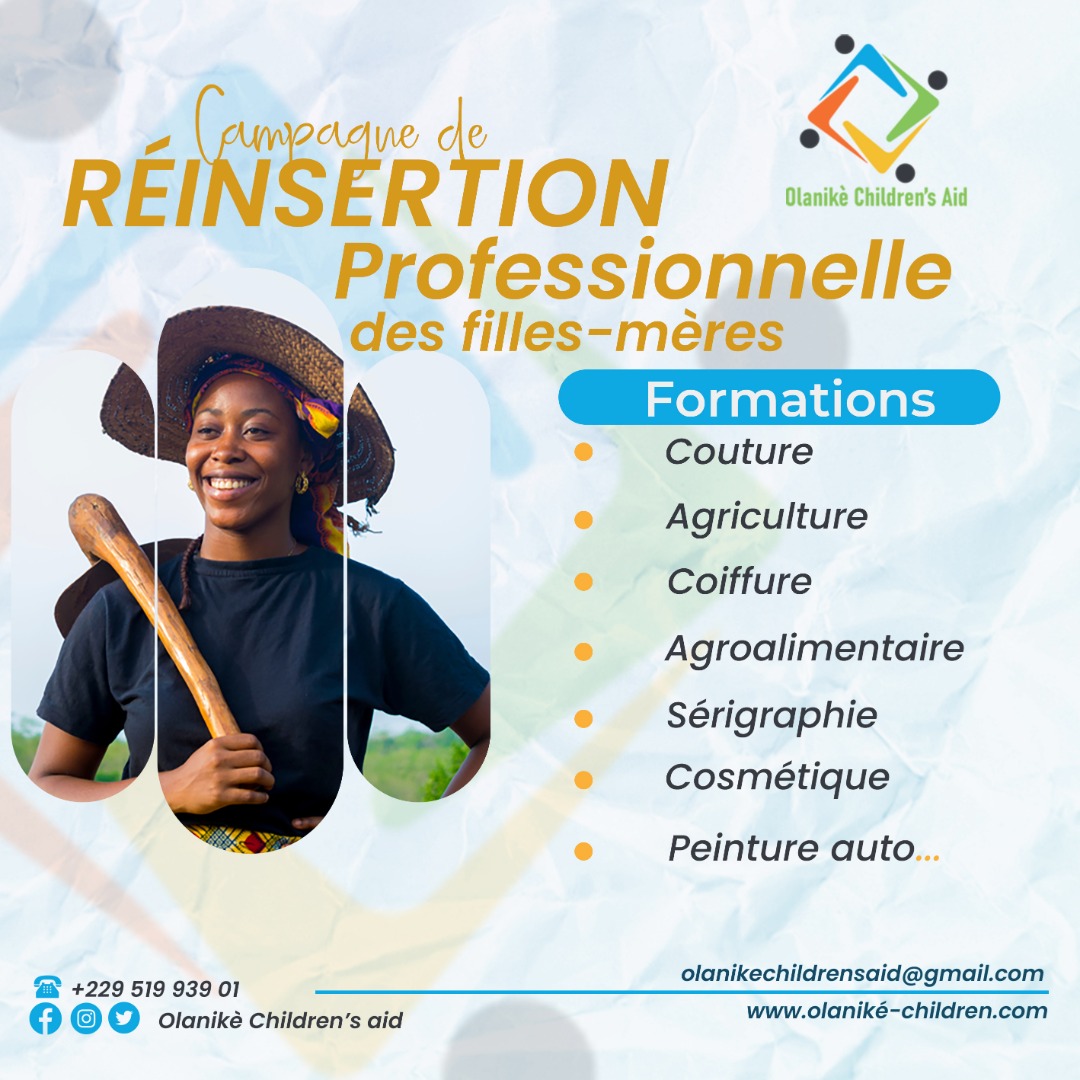 Campagne de
RÉINSERTION
Professionnelle
des filles-mères
Olanikè Children's Aid
Formations
Couture
Agriculture
Coiffure
Agroalimentaire
Sérigraphie
Cosmétique
Peinture auto...
+229 519 939 01
Olanikè Children's aid
olanikechildrensaid@gmail.com
www.olaniké-children.com